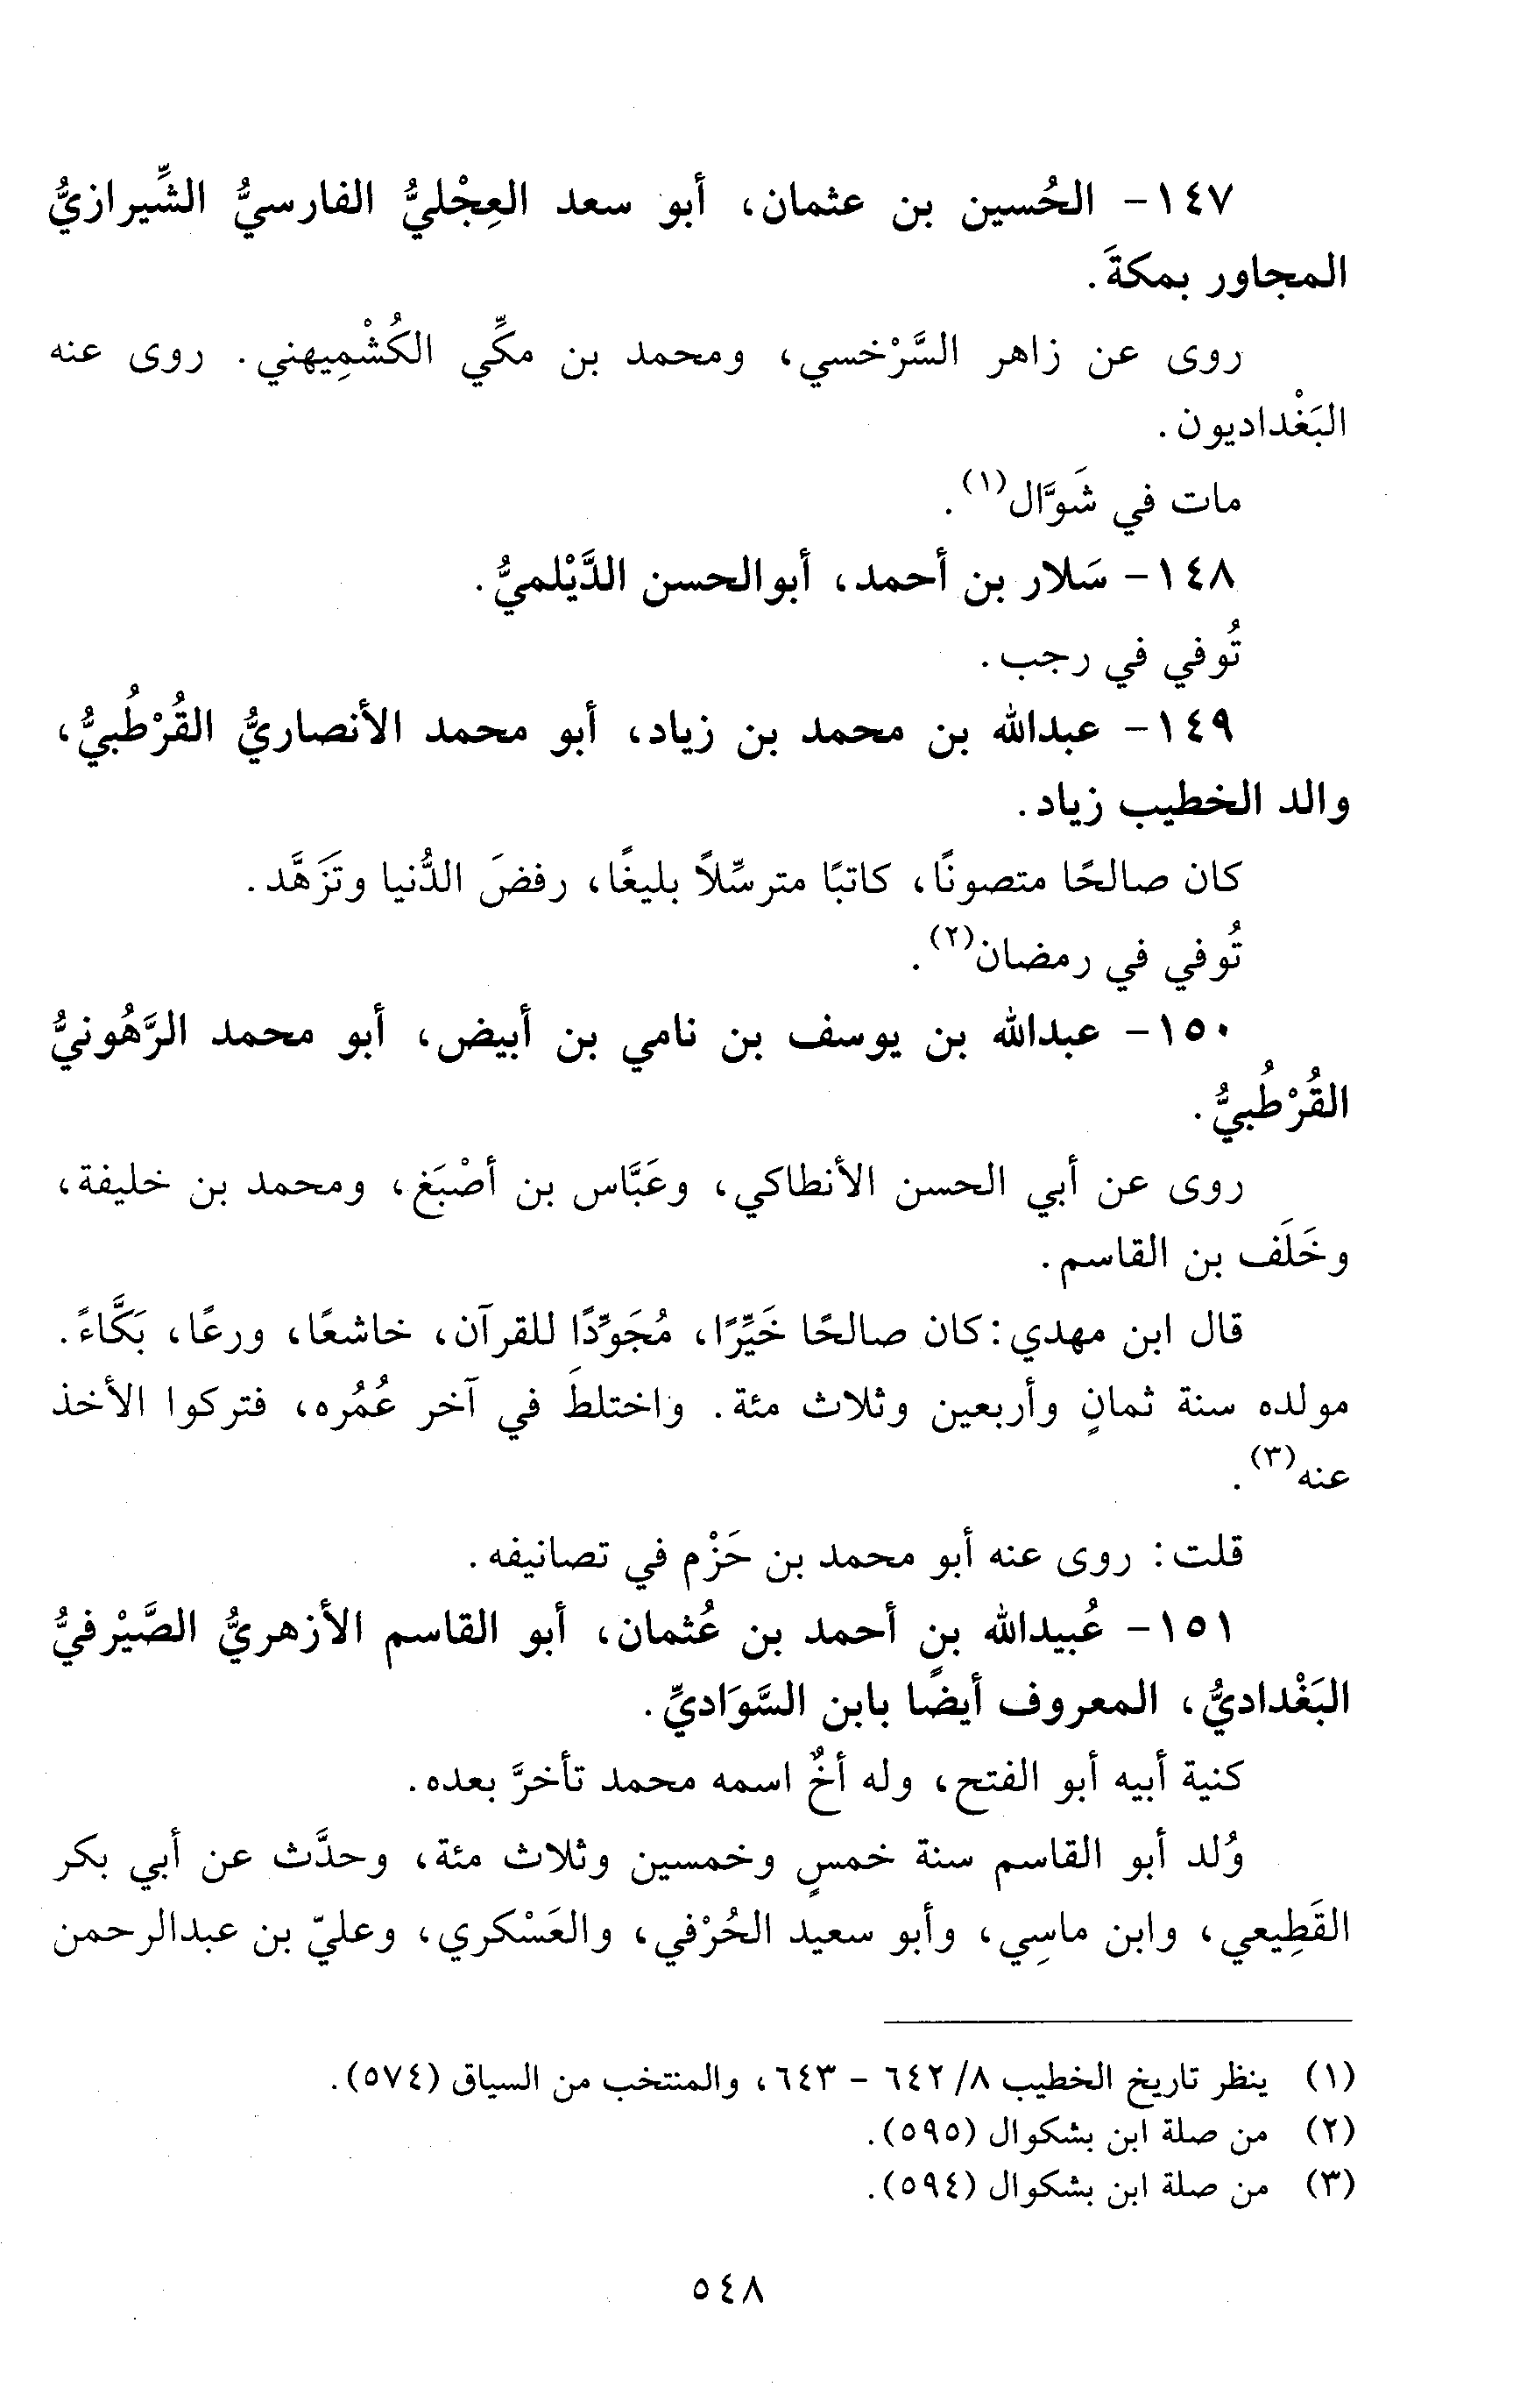 ١٤٧- الحُسين بن عثمان، أبو سعد العِجْليُّ الفارسيُّ الشِّيرازيُّ
المجاور بمكةَ.
روى عن زاهر السَّرْخسي، ومحمد بن مكِّي الكُشْمِيهني. روى عنه
البَغْداديون.
مات في شَوَّال(١).
١٤٨- سَلار بن أحمد، أبوالحسن الدَّيْلميُّ.
تُوفي في رجب.
١٤٩- عبدالله بن محمد بن زياد، أبو محمد الأنصاريُّ القُرْطُبيُّ،
والد الخطيب زياد.
كان صالحًا متصونًا، كاتبًا مترسِّلاً بليغًا، رفضَ الدُّنيا وتَزَهَّد.
تُوفي في رمضان(٢).
١٥٠- عبدالله بن يوسف بن نامي بن أبيض، أبو محمد الرَّهُونيُّ
القُرْطُبيُّ.
روى عن أبي الحسن الأنطاكي، وعَبَّاس بن أصْبَغ، ومحمد بن خليفة،
وخَلَف بن القاسم.
قال ابن مهدي: كان صالحًا خَيِّرًا، مُجَوِّدًا للقرآن، خاشعًا، ورعًا، بَكَّاءً.
مولده سنة ثمانٍ وأربعين وثلاث مئة. واختلطَ في آخر عُمُره، فتركوا الأخذ
عنه(٣).
قلت: روى عنه أبو محمد بن حَزْم في تصانيفه.
١٥١- عُبيدالله بن أحمد بن عُثمان، أبو القاسم الأزهريُّ الصَّيْرفيُّ
البَغْداديُّ، المعروف أيضًا بابن السَّوَاديِّ.
كنية أبيه أبو الفتح، وله أخٌ اسمه محمد تأخرَّ بعده.
وُلد أبو القاسم سنة خمسٍ وخمسين وثلاث مئة، وحدَّث عن أبي بكر
القَطِيعي، وابن ماسِي، وأبو سعيد الحُرْفي، والعَسْكري، وعليّ بن عبدالرحمن
(١) ينظر تاريخ الخطيب ٨/ ٦٤٢ - ٦٤٣، والمنتخب من السياق (٥٧٤).
(٢) من صلة ابن بشكوال (٥٩٥).
(٣) من صلة ابن بشكوال (٥٩٤).
٥٤٨